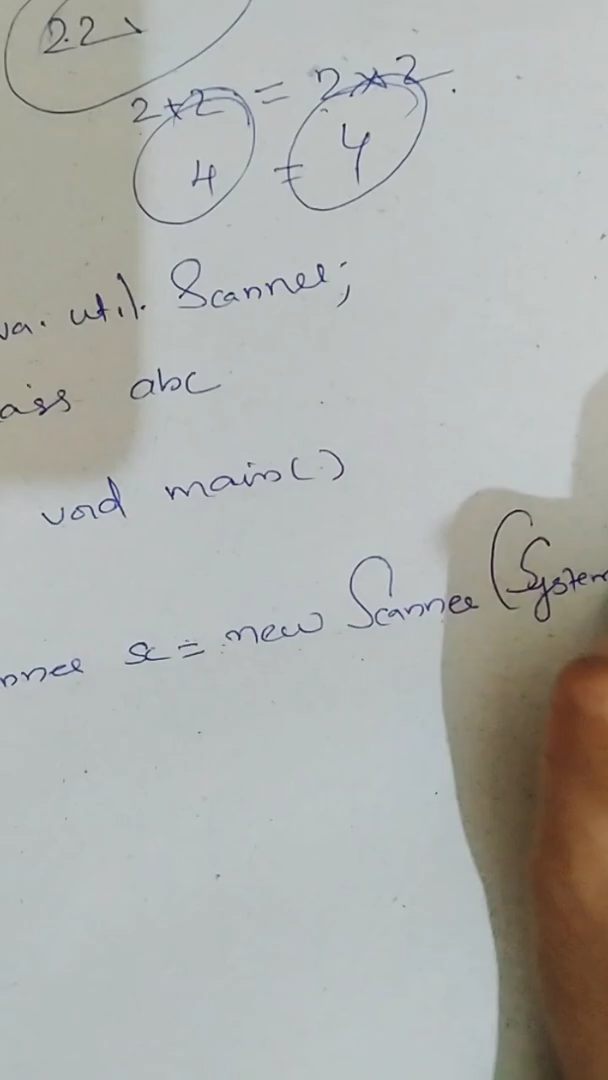 2.2
2+2 = 2×2.
4 = 4
va. util. Scanner;
ass abc
void main()
nner sc = new Scanner (System